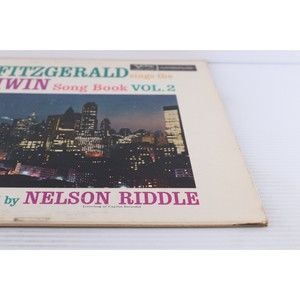 FITZGERALD sings the
WIN Song Book VOL. 2
by NELSON RIDDLE